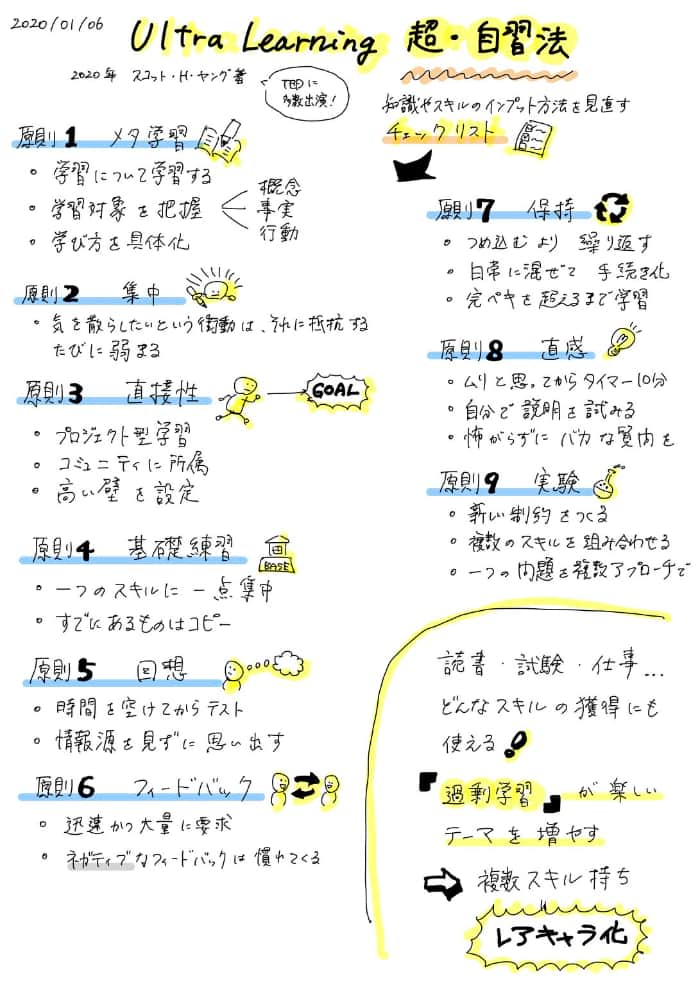 2020/01/06
Ultra Learning 超・自習法
2020年 スコット・H・ヤング著
TEDに
多数出演!
知識やスキルのインプット方法を見直す
チェックリスト
原則1 メタ学習
・学習について学習する
・学習対象を把握
概念
事実
行動
・学び方を具体化
原則2 集中
・気を散らしたいという衝動は、それに抵抗する
たびに弱まる
原則3 直接性
GOAL
・プロジェクト型学習
・コミュニティに所属
・高い壁を設定
原則4 基礎練習
BASE
・一つのスキルに一点集中
・すでにあるものはコピー
原則5 回想
・時間を空けてからテスト
・情報源を見ずに思い出す
原則6 フィードバック
・迅速かつ大量に要求
・ネガティブなフィードバックは慣れてくる
原則7 保持
・つめ込むより繰り返す
・日常に混ぜて 手続き化
・完ペキを超えるまで学習
原則8 直感
・ムリと思ってからタイマー10分
・自分で説明を試みる
・怖がらずにバカな質問を
原則9 実験
・新しい制約をつくる
・複数のスキルを組み合わせる
・一つの問題を複数アプローチで
読書・試験・仕事...
どんなスキルの獲得にも
使える!
『過剰学習』が楽しい
テーマを増やす
⇨ 複数スキル持ち
レアキャラ化